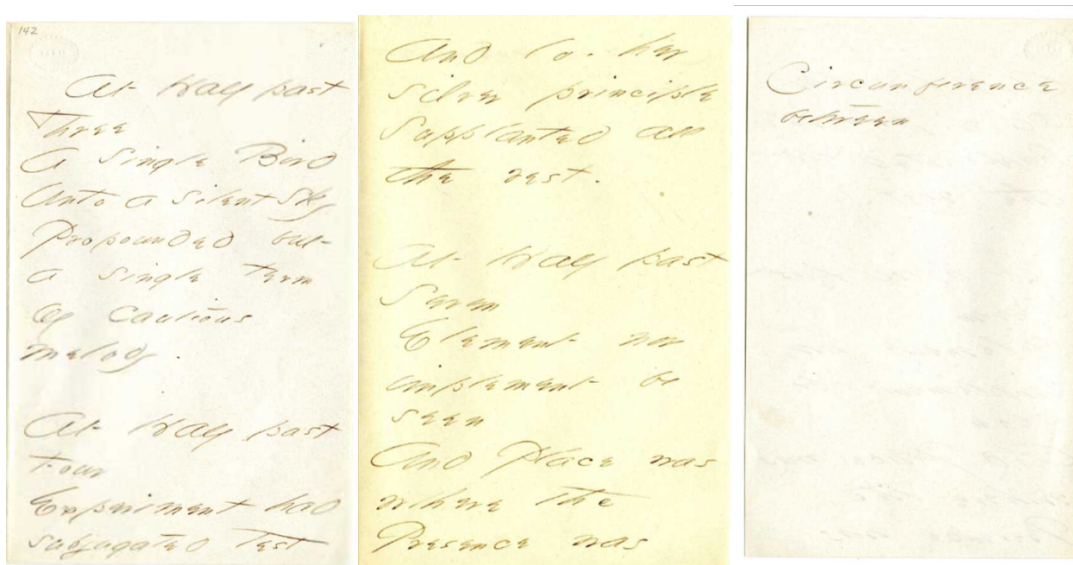 142
At Half past
Three
A Single Bird
Unto a Silent Sky
Propounded but
a single term
Of cautious
melody.
At Half past
Four
Experiment had
subjugated Test
And lo, her
silver principle
Supplanted all
the rest.
At Half past
Seven
Element nor
implement be
seen
And Place was
where the
Presence was
Circumference
between